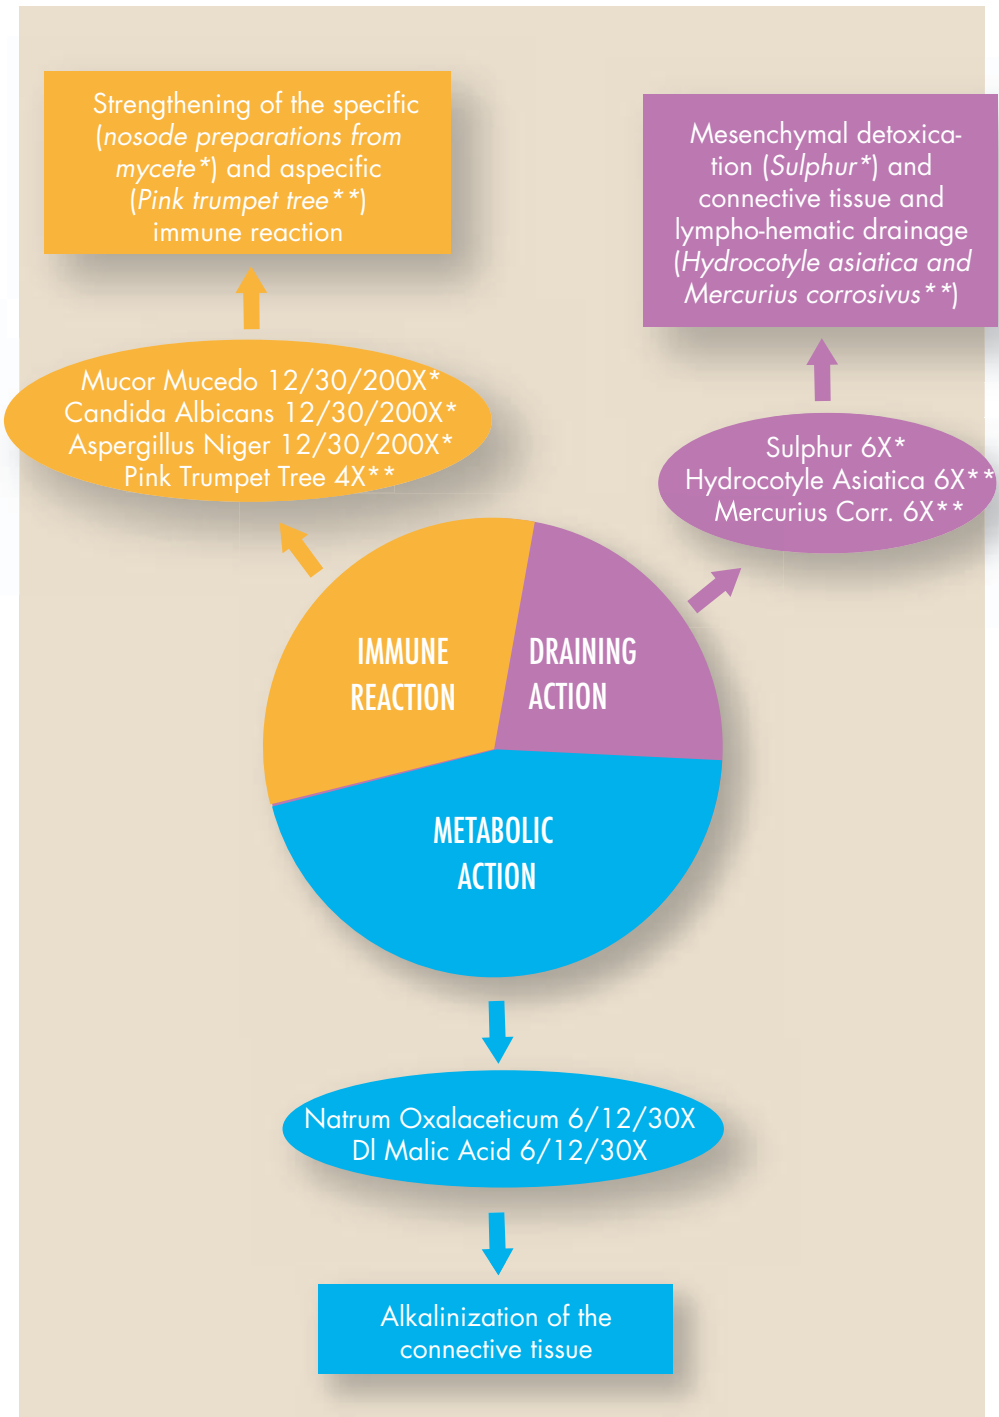 Strengthening of the specific
(nosode preparations from
mycete*) and aspecific
(Pink trumpet tree**)
immune reaction
Mesenchymal detoxica-
tion (Sulphur*) and
connective tissue and
lympho-hematic drainage
(Hydrocotyle asiatica and
Mercurius corrosivus**)
Mucor Mucedo 12/30/200X*
Candida Albicans 12/30/200X*
Aspergillus Niger 12/30/200X*
Pink Trumpet Tree 4X**
Sulphur 6X*
Hydrocotyle Asiatica 6X**
Mercurius Corr. 6X**
IMMUNE
REACTION
DRAINING
ACTION
METABOLIC
ACTION
Natrum Oxalaceticum 6/12/30X
Dl Malic Acid 6/12/30X
Alkalinization of the
connective tissue